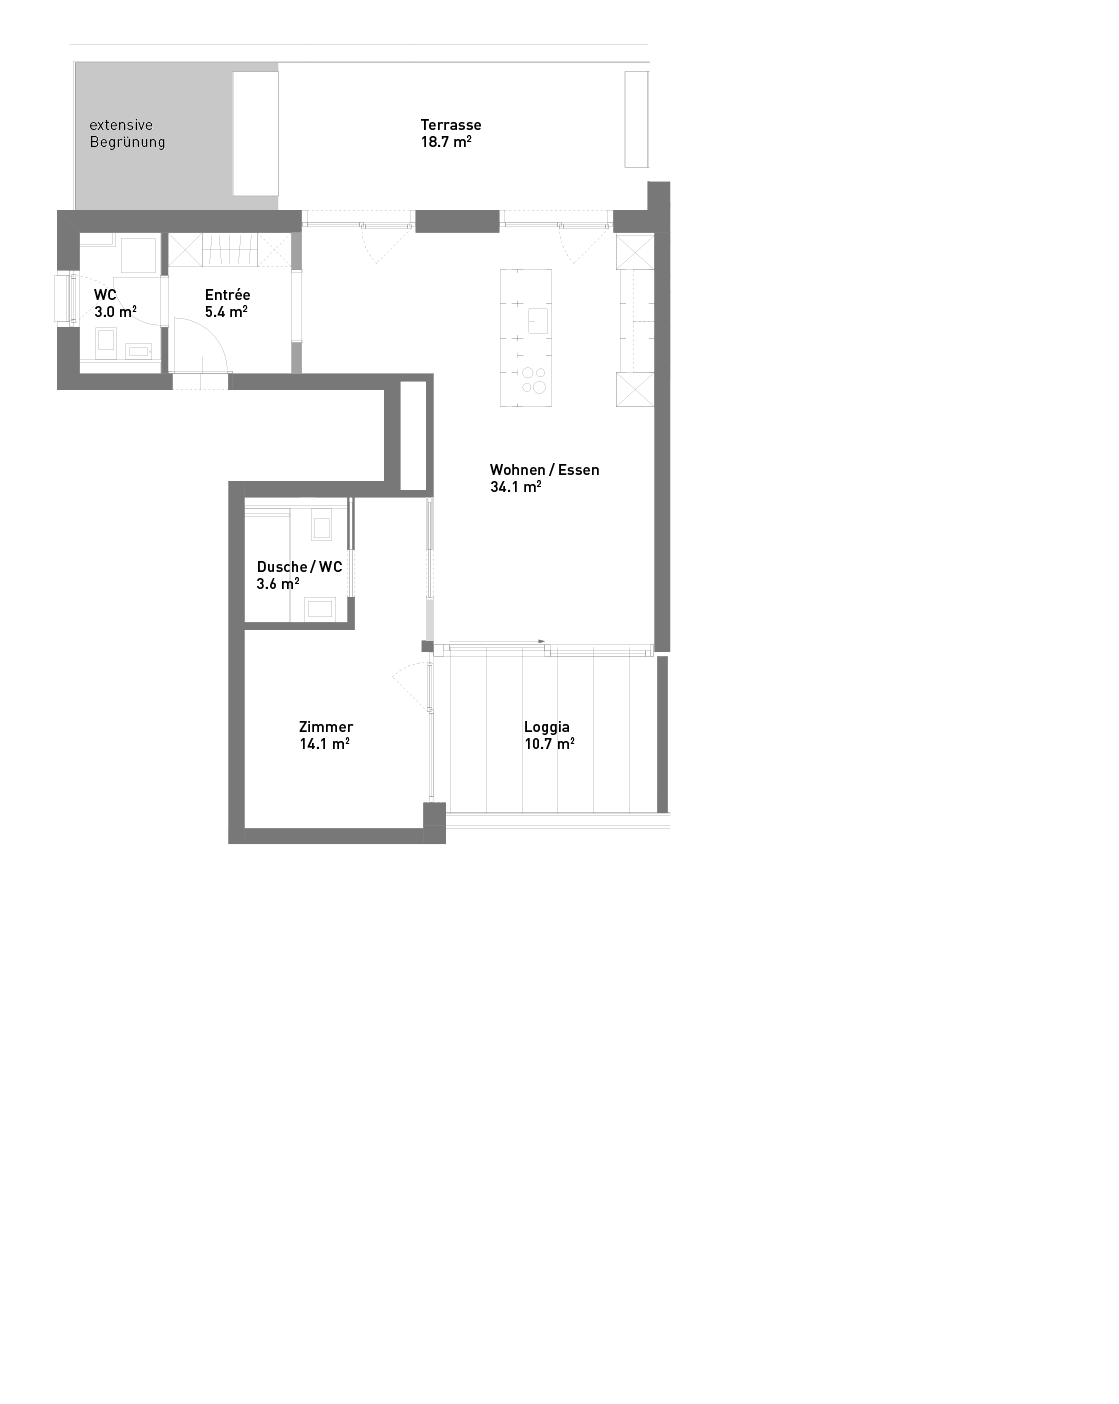 extensive
Begrünung
Terrasse
18.7 m²
WC
3.0 m²
Entrée
5.4 m²
Wohnen / Essen
34.1 m²
Dusche / WC
3.6 m²
Zimmer
14.1 m²
Loggia
10.7 m²